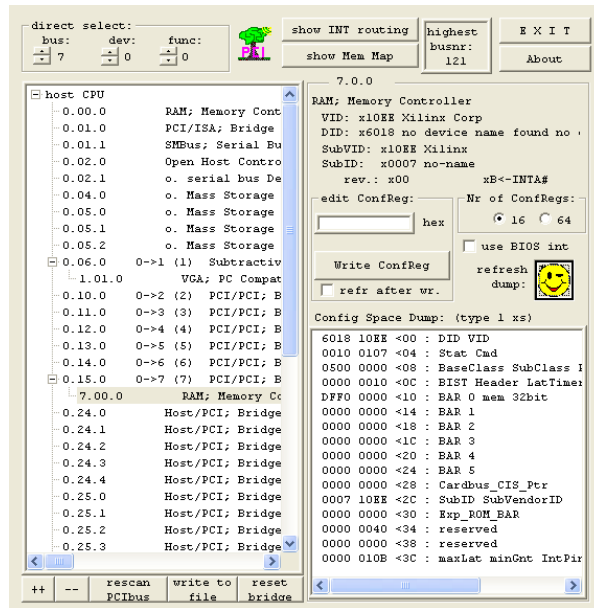 direct select:
bus: dev: func:
7 0 0
PCI
show INT routing
show Mem Map
highest
busnr:
121
E X I T
About
host CPU
0.00.0 RAM; Memory Cont
0.01.0 PCI/ISA; Bridge
0.01.1 SMBus; Serial Bu
0.02.0 Open Host Contro
0.02.1 o. serial bus De
0.04.0 o. Mass Storage
0.05.0 o. Mass Storage
0.05.1 o. Mass Storage
0.05.2 o. Mass Storage
0.06.0 0->1 (1) Subtractiv
1.01.0 VGA; PC Compat
0.10.0 0->2 (2) PCI/PCI; B
0.11.0 0->3 (3) PCI/PCI; B
0.12.0 0->4 (4) PCI/PCI; B
0.13.0 0->5 (5) PCI/PCI; B
0.14.0 0->6 (6) PCI/PCI; B
0.15.0 0->7 (7) PCI/PCI; B
7.00.0 RAM; Memory Co
0.24.0 Host/PCI; Bridge
0.24.1 Host/PCI; Bridge
0.24.2 Host/PCI; Bridge
0.24.3 Host/PCI; Bridge
0.24.4 Host/PCI; Bridge
0.25.0 Host/PCI; Bridge
0.25.1 Host/PCI; Bridge
0.25.2 Host/PCI; Bridge
0.25.3 Host/PCI; Bridge
++
--
rescan
PCIbus
write to
file
reset
bridge
7.0.0
RAM; Memory Controller
VID: x10EE Xilinx Corp
DID: x6018 no device name found no
SubVID: x10EE Xilinx
SubID: x0007 no-name
rev.: x00 xB<-INTA#
edit ConfReg:
hex
Write ConfReg
refr after wr.
Nr of ConfRegs:
16 64
use BIOS int
refresh
dump:
Config Space Dump: (type 1 xs)
6018 10EE <00 : DID VID
0010 0107 <04 : Stat Cmd
0500 0000 <08 : BaseClass SubClass
0000 0010 <0C : BIST Header LatTimer
DFF0 0000 <10 : BAR 0 mem 32bit
0000 0000 <14 : BAR 1
0000 0000 <18 : BAR 2
0000 0000 <1C : BAR 3
0000 0000 <20 : BAR 4
0000 0000 <24 : BAR 5
0000 0000 <28 : Cardbus_CIS_Ptr
0007 10EE <2C : SubID SubVendorID
0000 0000 <30 : Exp_ROM_BAR
0000 0040 <34 : reserved
0000 0000 <38 : reserved
0000 010B <3C : maxLat minGnt IntPin